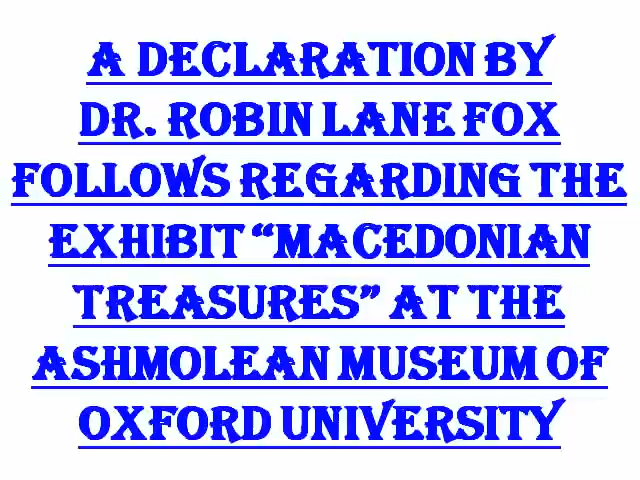 A DECLARATION BY
DR. ROBIN LANE FOX
FOLLOWS REGARDING THE
EXHIBIT “MACEDONIAN
TREASURES” AT THE
ASHMOLEAN MUSEUM OF
OXFORD UNIVERSITY